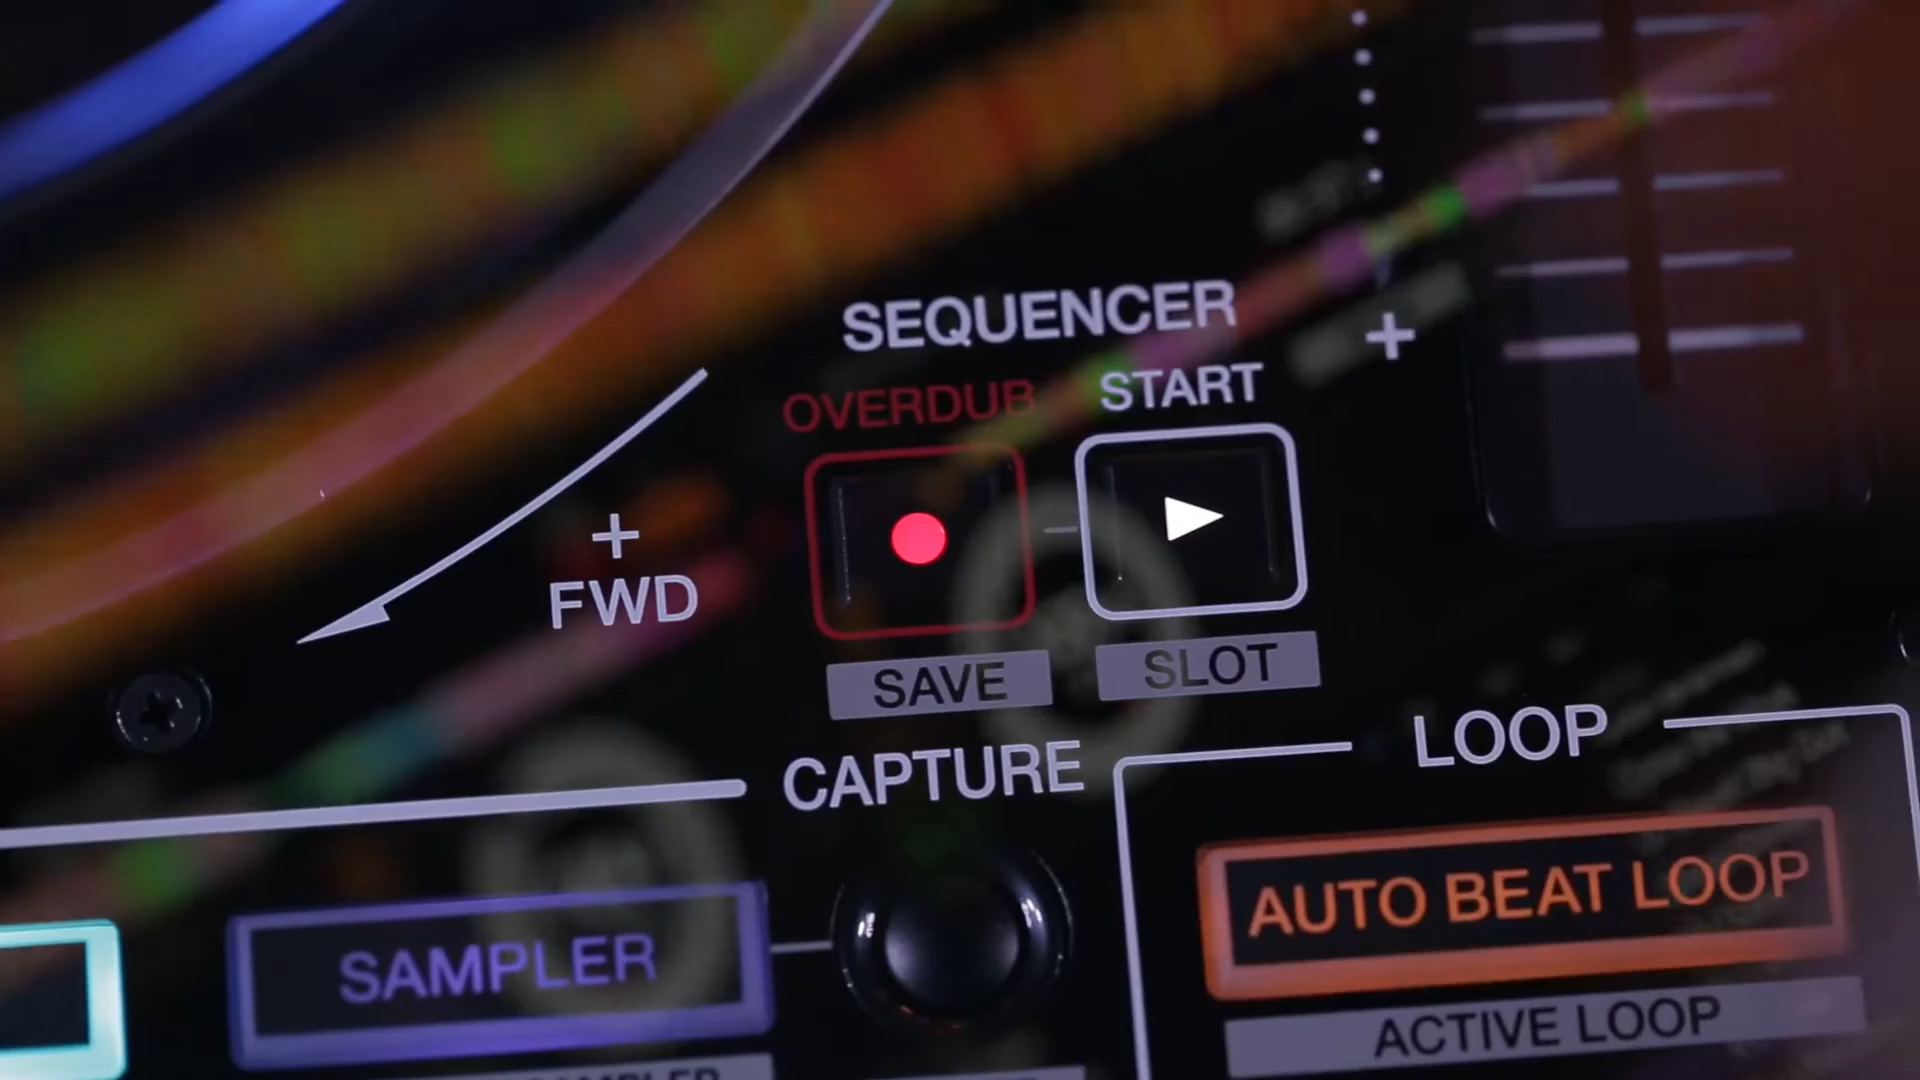 SEQUENCER
OVERDUB
START
+
+
FWD
SAVE
SLOT
CAPTURE
LOOP
SAMPLER
AUTO BEAT LOOP
ACTIVE LOOP